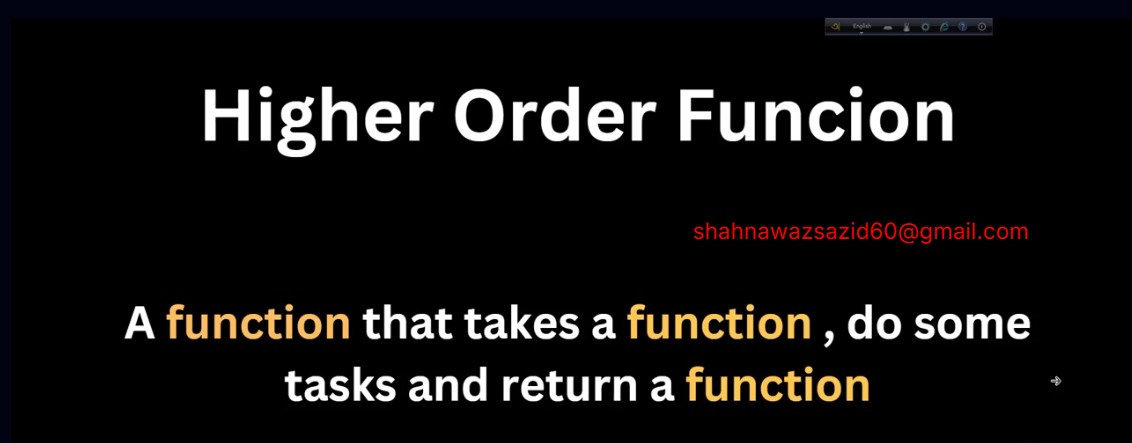 English
Higher Order Funcion
shahnawazsazid60@gmail.com
A function that takes a function , do some
tasks and return a function